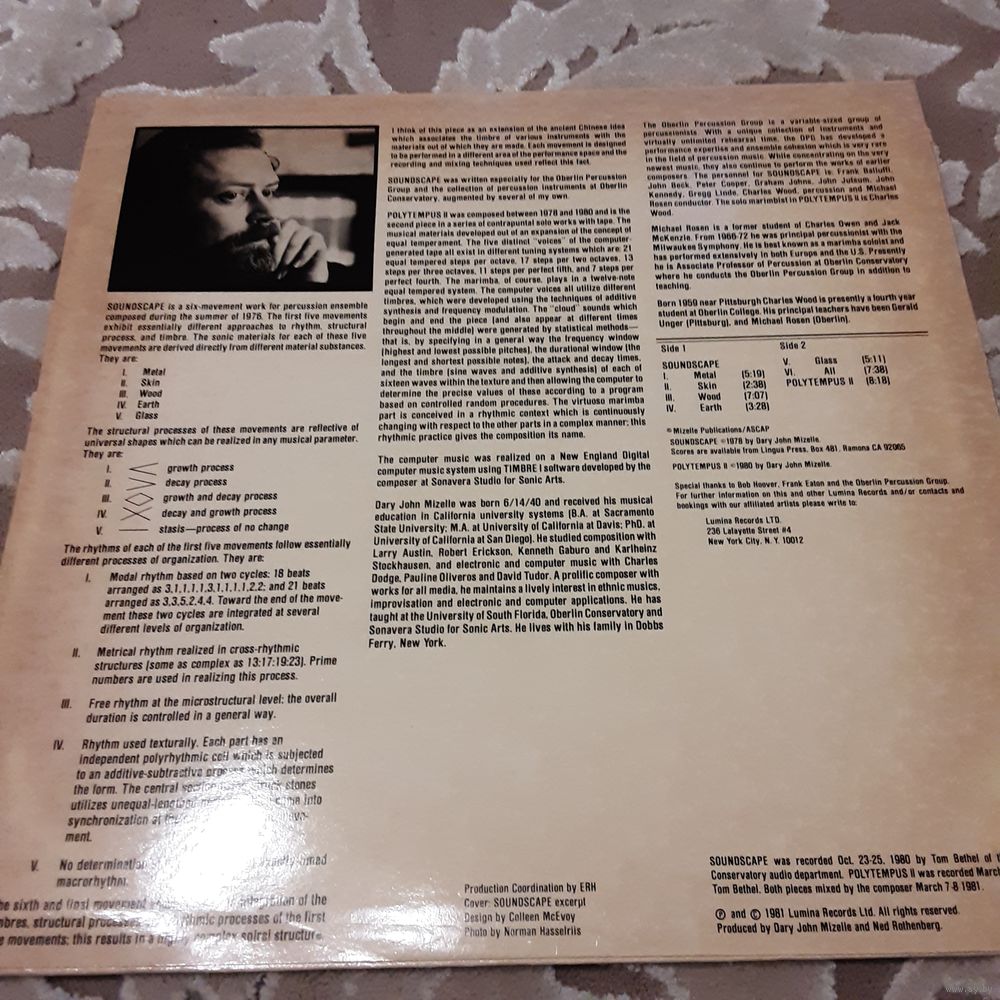 SOUNDSCAPE is a six-movement work for percussion ensemble
composed during the summer of 1976. The first five movements
exhibit essentially different approaches to rhythm, structural
process, and timbre. The sonic materials for each of these five
movements are derived directly from different material substances.
They are:
I. Metal
II. Skin
III. Wood
IV. Earth
V. Glass
The structural processes of these movements are reflective of
universal shapes which can be realized in any musical parameter.
They are:
I. growth process
II. decay process
III. growth and decay process
IV. decay and growth process
V. stasis—process of no change
The rhythms of each of the first five movements follow essentially
different processes of organization. They are:
I. Modal rhythm based on two cycles: 18 beats
arranged as 3,1,1,1,1,3,1,1,1,1,2,2; and 21 beats
arranged as 3,3,5,2,4,4. Toward the end of the move-
ment these two cycles are integrated at several
different levels of organization.
II. Metrical rhythm realized in cross-rhythmic
structures (some as complex as 13:17:19:23). Prime
numbers are used in realizing this process.
III. Free rhythm at the microstructural level; the overall
duration is controlled in a general way.
IV. Rhythm used texturally. Each part has an
independent polyrhythmic cell which is subjected
to an additive-subtractive process which determines
the form. The central stones
utilizes unequal-length into
synchronization at
ment.
V. No determination
macrorhythm.
the sixth and final movement of the
structural processes rhythmic processes of the first
movements; this results in a highly complex spiral structure.
I think of this piece as an extension of the ancient Chinese idea
which associates the timbre of various instruments with the
materials out of which they are made. Each movement is designed
to be performed in a different area of the performance space and the
recording and mixing techniques used reflect this fact.
SOUNDSCAPE was written especially for the Oberlin Percussion
Group and the collection of percussion instruments at Oberlin
Conservatory, augmented by several of my own.
POLYTEMPUS II was composed between 1978 and 1980 and is the
second piece in a series of contrapuntal solo works with tape. The
musical materials developed out of an expansion of the concept of
equal temperament. The five distinct "voices" of the computer-
generated tape all exist in different tuning systems which are: 21
equal tempered steps per octave, 17 steps per two octaves, 13
steps per three octaves, 11 steps per perfect fifth, and 7 steps per
perfect fourth. The marimba, of course, plays in a twelve-note
equal tempered system. The computer voices all utilize different
timbres, which were developed using the techniques of additive
synthesis and frequency modulation. The "cloud" sounds which
begin and end the piece (and also appear at different times
throughout the middle) were generated by statistical methods—
that is, by specifying in a general way the frequency window
(highest and lowest possible pitches), the durational window (the
longest and shortest possible notes), the attack and decay times,
and the timbre (sine waves and additive synthesis) of each of
sixteen waves within the texture and then allowing the computer to
determine the precise values of these according to a program
based on controlled random procedures. The virtuoso marimba
part is conceived in a rhythmic context which is continuously
changing with respect to the other parts in a complex manner; this
rhythmic practice gives the composition its name.
The computer music was realized on a New England Digital
computer music system using TIMBRE I software developed by the
composer at Sonavera Studio for Sonic Arts.
Dary John Mizelle was born 6/14/40 and received his musical
education in California university systems (B.A. at Sacramento
State University; M.A. at University of California at Davis; PhD. at
University of California at San Diego). He studied composition with
Larry Austin, Robert Erickson, Kenneth Gaburo and Karlheinz
Stockhausen, and electronic and computer music with Charles
Dodge, Pauline Oliveros and David Tudor. A prolific composer with
works for all media, he maintains a lively interest in ethnic musics,
improvisation and electronic and computer applications. He has
taught at the University of South Florida, Oberlin Conservatory and
Sonavera Studio for Sonic Arts. He lives with his family in Dobbs
Ferry, New York.
Production Coordination by ERH
Cover: SOUNDSCAPE excerpt
Design by Colleen McEvoy
Photo by Norman Hasselriis
The Oberlin Percussion Group is a variable-sized group of
percussionists. With a unique collection of instruments and
virtually unlimited rehearsal time, the OPG has developed a
performance expertise and ensemble cohesion which is very rare
in the field of percussion music. While concentrating on the very
newest music, they also continue to perform the works of earlier
composers. The personnel for SOUNDSCAPE is: Frank
John Beck, Peter Cooper, Graham Johns, John Jutsum, John
Kennedy, Gregg Linde, Charles Wood, percussion and Michael
Rosen conductor. The solo marimbist in POLYTEMPUS II is Charles
Wood.
Michael Rosen is a former student of Charles Owen and Jack
McKenzie. From 1966-72 he was principal percussionist with the
Milwaukee Symphony. He is best known as a marimba soloist and
has performed extensively in both Europe and the U.S. Presently
he is Associate Professor of Percussion at Oberlin Conservatory
where he conducts the Oberlin Percussion Group in addition to
teaching.
Born 1959 near Pittsburgh Charles Wood is presently a fourth year
student at Oberlin College. His principal teachers have been Gerald
Unger (Pittsburg), and Michael Rosen (Oberlin).
Side 1
SOUNDSCAPE
I. Metal (5:19)
II. Skin (2:38)
III. Wood (7:07)
IV. Earth (3:28)
Side 2
V. Glass (5:11)
VI. All (7:38)
POLYTEMPUS II (8:18)
© Mizelle Publications/ASCAP
SOUNDSCAPE ©1976 by Dary John Mizelle.
Scores are available from Lingua Press, Box 481, Ramona CA 92065
POLYTEMPUS II ©1980 by Dary John Mizelle.
Special thanks to Bob Hoover, Frank Eaton and the Oberlin Percussion Group.
For further information on this and other Lumina Records and/or contacts and
bookings with our affiliated artists please write to:
Lumina Records LTD.
236 Lafayette Street #4
New York City, N.Y. 10012
SOUNDSCAPE was recorded Oct. 23-25, 1980 by Tom Bethel of
Conservatory audio department. POLYTEMPUS II was recorded March
Tom Bethel. Both pieces mixed by the composer March 7-8 1981.
℗ and © 1981 Lumina Records Ltd. All rights reserved.
Produced by Dary John Mizelle and Ned Rothenberg.